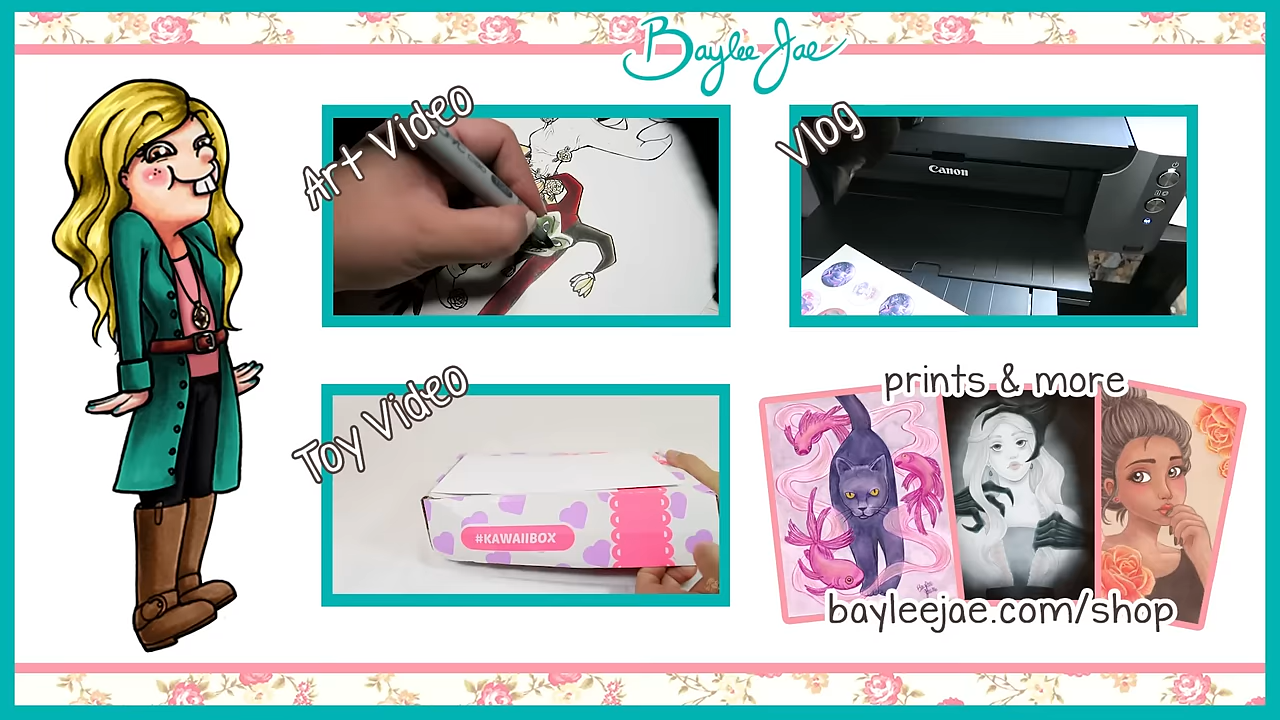 Baylee Jae
Art Video
Vlog
Canon
Toy Video
#KAWAIIBOX
prints & more
bayleejae.com/shop